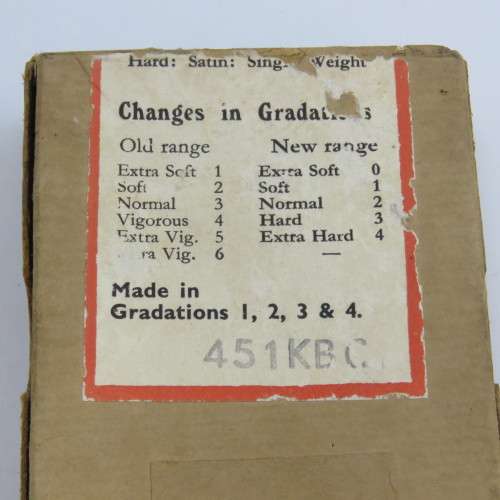 Hard: Satin: Single Weight
Changes in Gradations
Old range New range
Extra Soft 1 Extra Soft 0
Soft 2 Soft 1
Normal 3 Normal 2
Vigorous 4 Hard 3
Extra Vig. 5 Extra Hard 4
Extra Vig. 6 —
Made in
Gradations 1, 2, 3 & 4.
451KBC